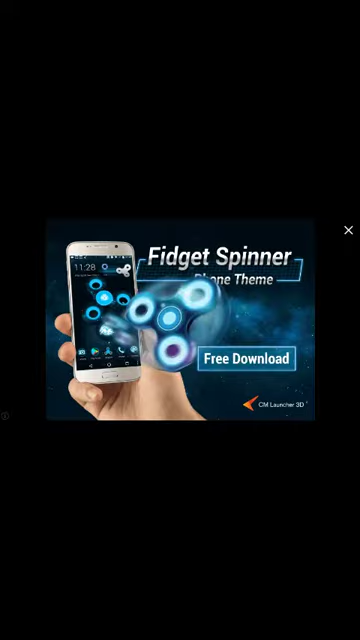 Fidget Spinner
Phone Theme
11:28
Free Download
CM Launcher 3D